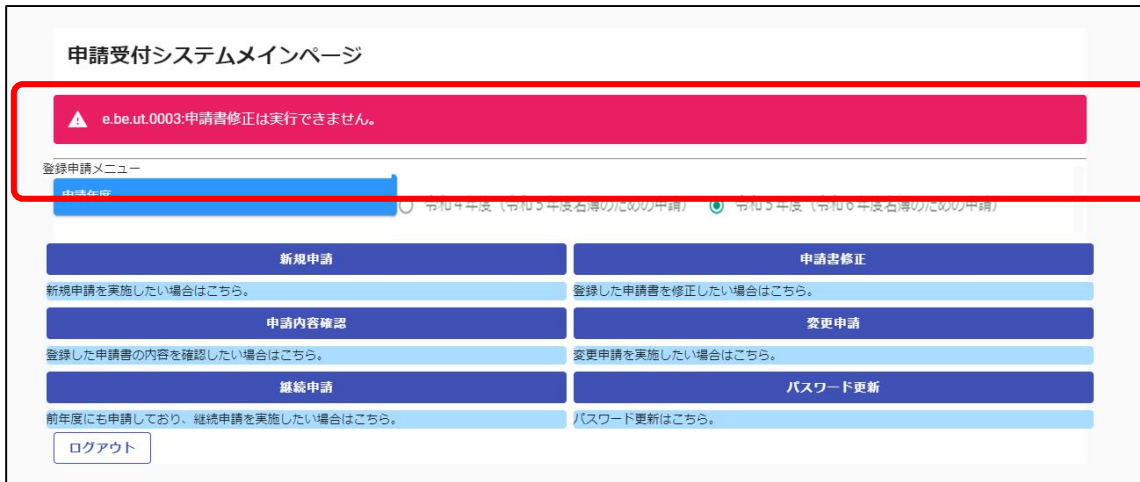 申請受付システムメインページ
e.be.ut.0003:申請書修正は実行できません。
登録申請メニュー
申請年度
令和4年度（令和5年度名簿のための申請） 令和5年度（令和6年度名簿のための申請）
新規申請 申請書修正
新規申請を実施したい場合はこちら。 登録した申請書を修正したい場合はこちら。
申請内容確認 変更申請
登録した申請書の内容を確認したい場合はこちら。 変更申請を実施したい場合はこちら。
継続申請 パスワード更新
前年度にも申請しており、継続申請を実施したい場合はこちら。 パスワード更新はこちら。
ログアウト